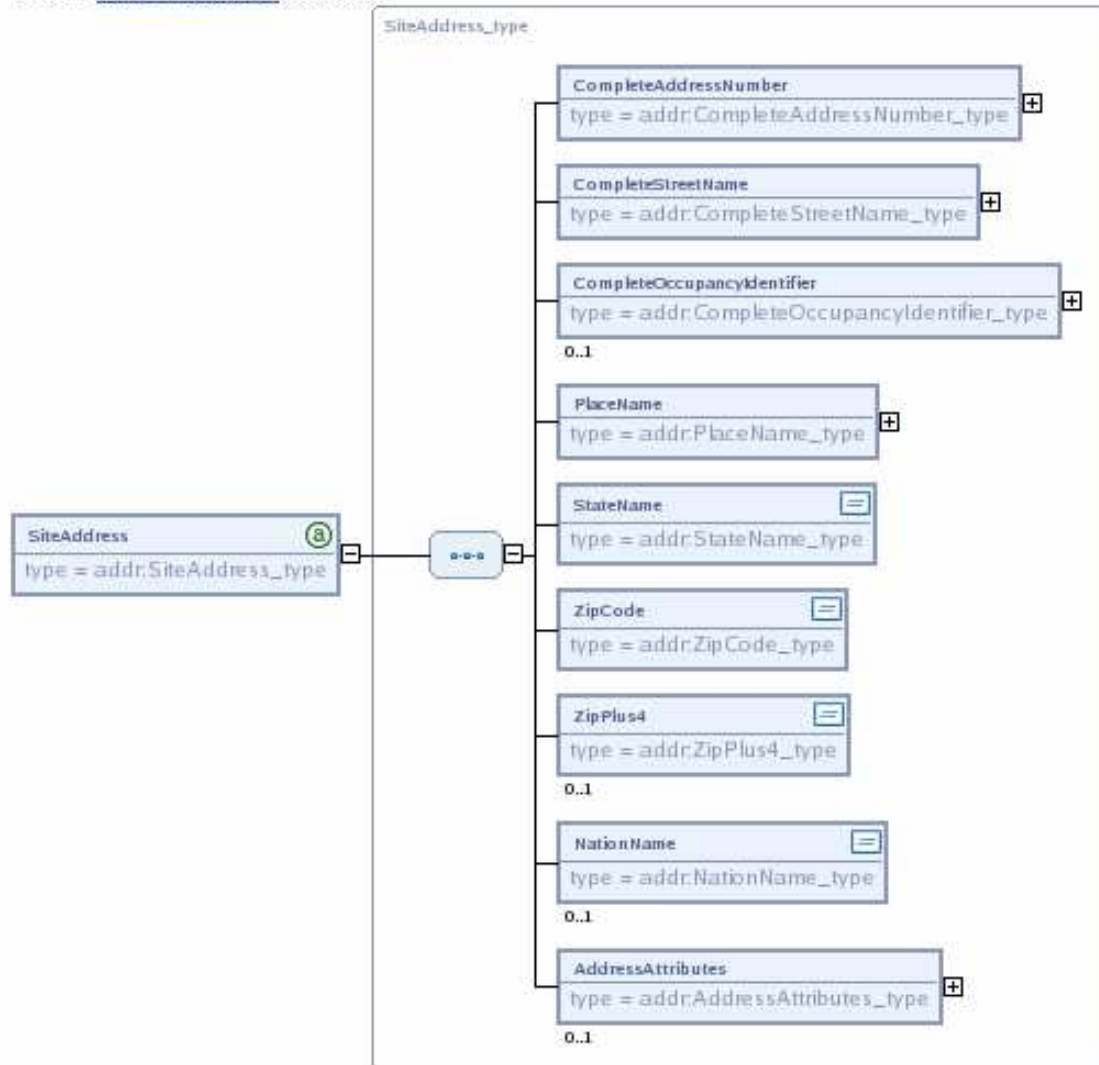 SiteAddress_type
CompleteAddressNumber
type = addr:CompleteAddressNumber_type
CompleteStreetName
type = addr:CompleteStreetName_type
CompleteOccupancyIdentifier
type = addr:CompleteOccupancyIdentifier_type
0..1
PlaceName
type = addr:PlaceName_type
StateName
type = addr:StateName_type
SiteAddress
a
type = addr:SiteAddress_type
ZipCode
type = addr:ZipCode_type
ZipPlus4
type = addr:ZipPlus4_type
0..1
NationName
type = addr:NationName_type
0..1
AddressAttributes
type = addr:AddressAttributes_type
0..1